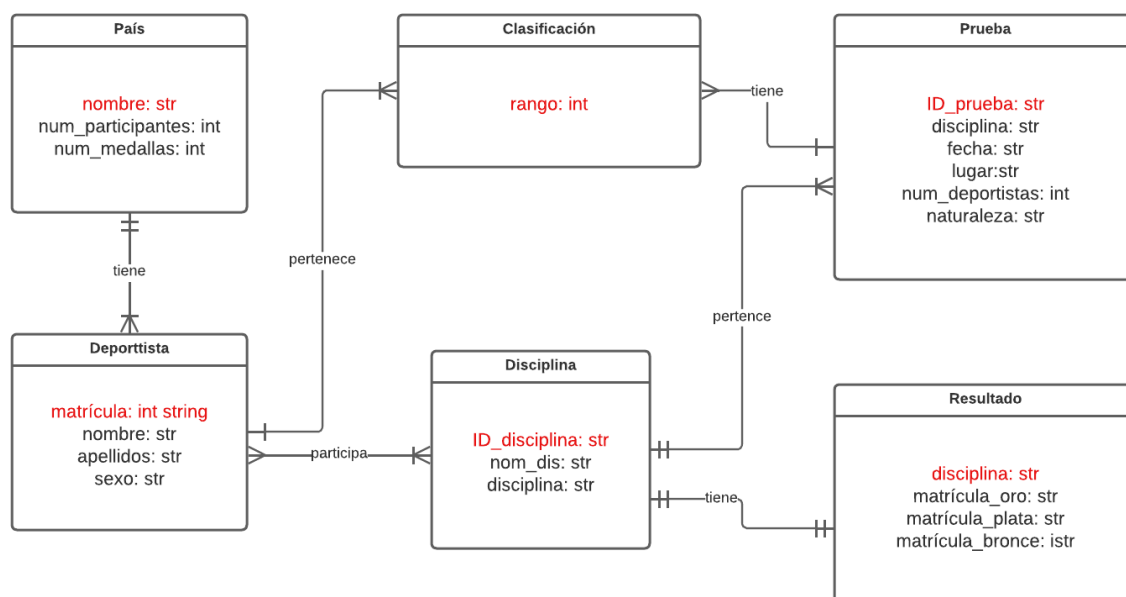 País
nombre: str
num_participantes: int
num_medallas: int
Clasificación
rango: int
Prueba
ID_prueba: str
disciplina: str
fecha: str
lugar:str
num_deportistas: int
naturaleza: str
tiene
pertenece
tiene
pertence
Deporttista
matrícula: int string
nombre: str
apellidos: str
sexo: str
participa
Disciplina
ID_disciplina: str
nom_dis: str
disciplina: str
tiene
Resultado
disciplina: str
matrícula_oro: str
matrícula_plata: str
matrícula_bronce: istr